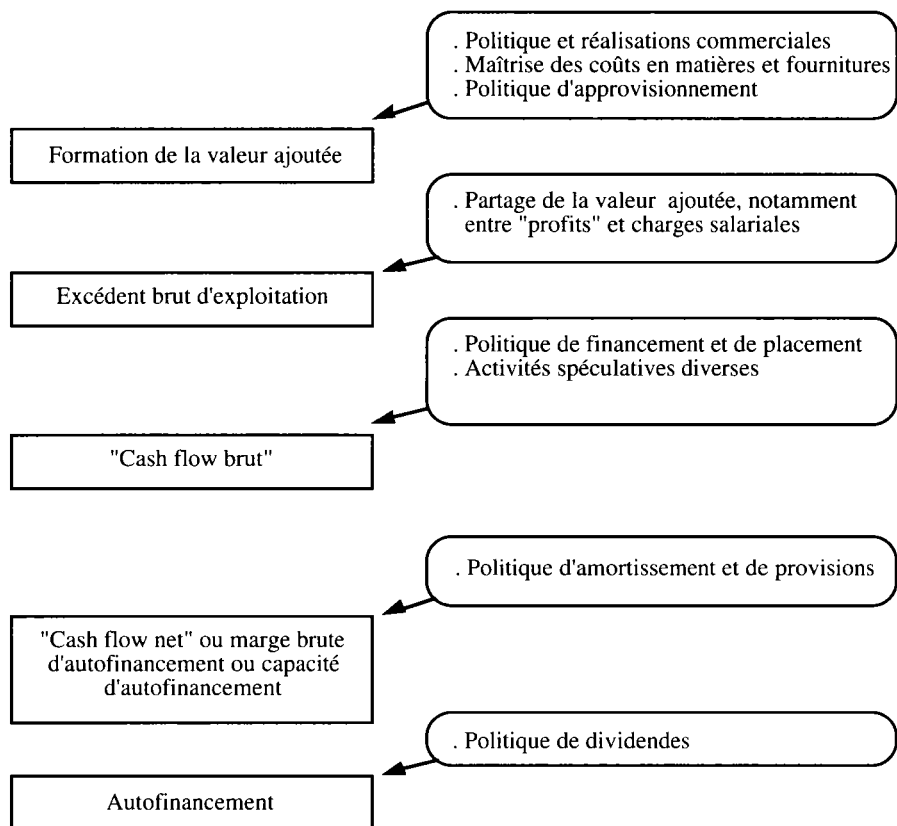 . Politique et réalisations commerciales
. Maîtrise des coûts en matières et fournitures
. Politique d'approvisionnement
Formation de la valeur ajoutée
. Partage de la valeur ajoutée, notamment
entre "profits" et charges salariales
Excédent brut d'exploitation
. Politique de financement et de placement
. Activités spéculatives diverses
"Cash flow brut"
. Politique d'amortissement et de provisions
"Cash flow net" ou marge brute
d'autofinancement ou capacité
d'autofinancement
. Politique de dividendes
Autofinancement